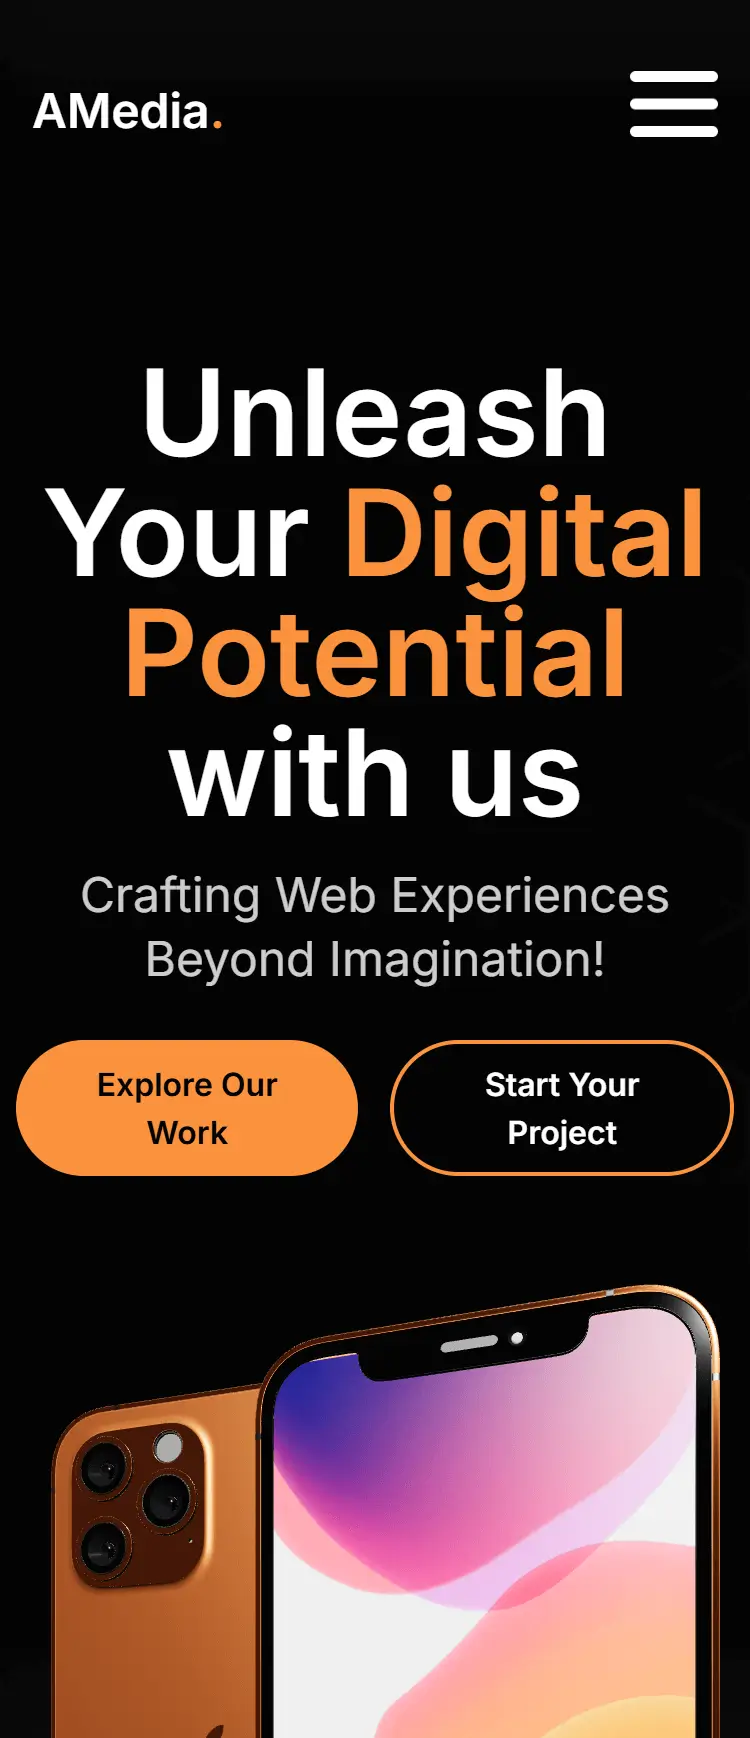 AMedia.
Unleash
Your Digital
Potential
with us
Crafting Web Experiences
Beyond Imagination!
Explore Our
Work
Start Your
Project